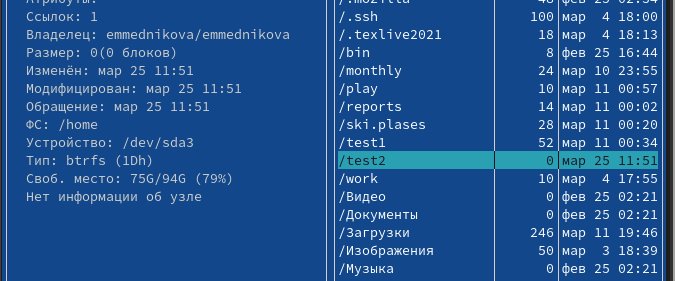 Атрибуты:
Ссылок: 1
Владелец: emmednikova/emmednikova
Размер: 0(0 блоков)
Изменён: мар 25 11:51
Модифицирован: мар 25 11:51
Обращение: мар 25 11:51
ФС: /home
Устройство: /dev/sda3
Тип: btrfs (1Dh)
Своб. место: 75G/94G (79%)
Нет информации об узле
/.mozilla 48 фев 25 02:34
/.ssh 100 мар 4 18:00
/.texlive2021 18 мар 4 18:13
/bin 8 фев 25 16:44
/monthly 24 мар 10 23:55
/play 10 мар 11 00:57
/reports 14 мар 11 00:02
/ski.plases 28 мар 11 00:20
/test1 52 мар 11 00:34
/test2 0 мар 25 11:51
/work 10 мар 4 17:55
/Видео 0 фев 25 02:21
/Документы 0 фев 25 02:21
/Загрузки 246 мар 11 19:46
/Изображения 50 мар 3 18:39
/Музыка 0 фев 25 02:21